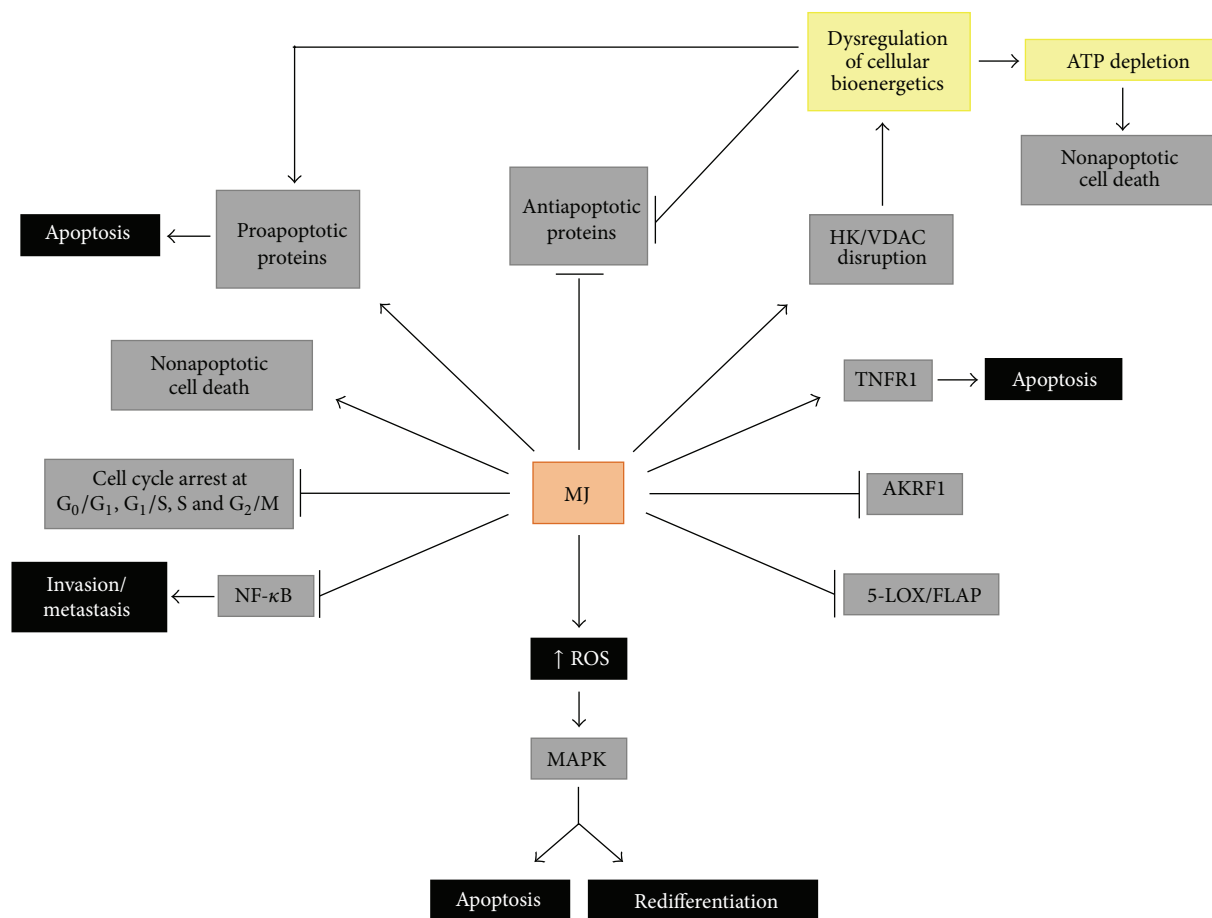 Dysregulation
of cellular
bioenergetics
ATP depletion
Nonapoptotic
cell death
Antiapoptotic
proteins
Proapoptotic
proteins
Apoptosis
HK/VDAC
disruption
Nonapoptotic
cell death
TNFR1
Apoptosis
Cell cycle arrest at
G₀/G₁, G₁/S, S and G₂/M
MJ
AKRF1
Invasion/
metastasis
NF-κB
5-LOX/FLAP
↑ ROS
MAPK
Apoptosis
Redifferentiation